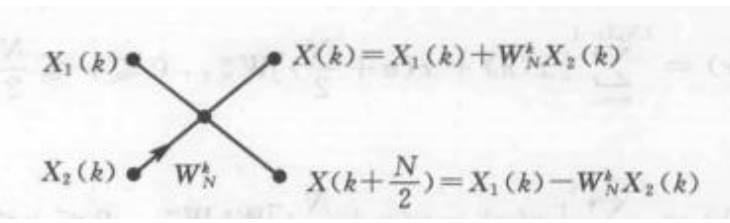 X₁(k) X(k)=X₁(k)+W_N^k X₂(k)
X₂(k) W_N^k X(k+N/2)=X₁(k)-W_N^k X₂(k)